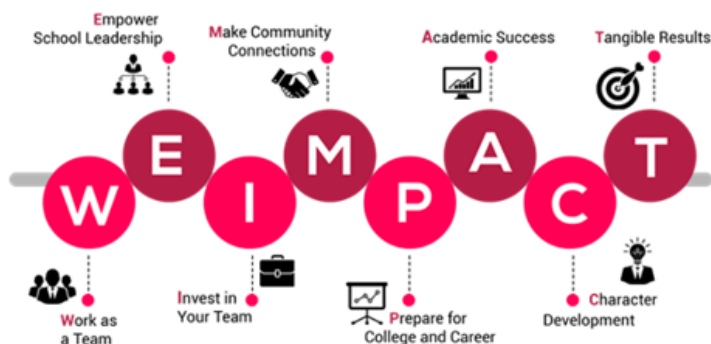 Empower
School Leadership
Make Community
Connections
Academic Success
Tangible Results
W E I M P A C T
Work as
a Team
Invest in
Your Team
Prepare for
College and Career
Character
Development